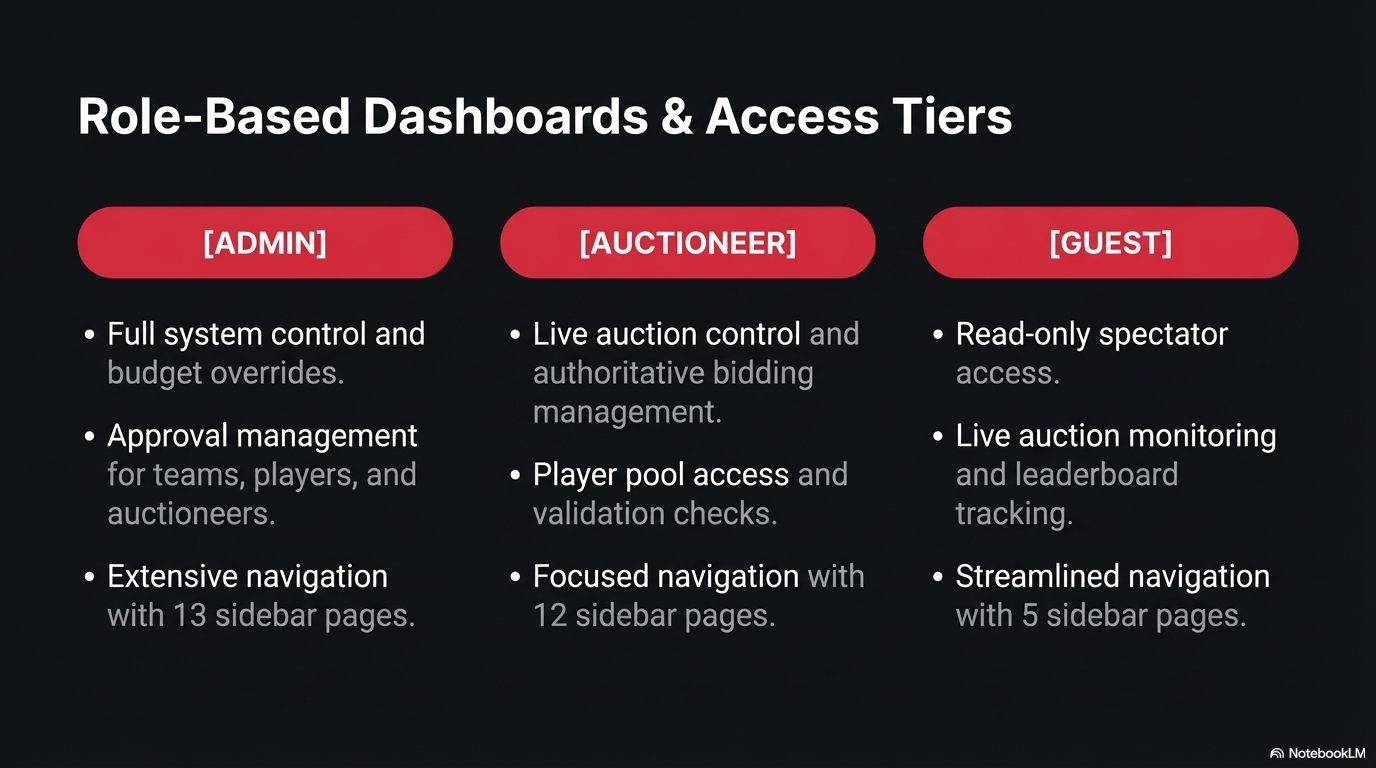 Role-Based Dashboards & Access Tiers
[ADMIN]
• Full system control and
budget overrides.
• Approval management
for teams, players, and
auctioneers.
• Extensive navigation
with 13 sidebar pages.
[AUCTIONEER]
• Live auction control and
authoritative bidding
management.
• Player pool access and
validation checks.
• Focused navigation with
12 sidebar pages.
[GUEST]
• Read-only spectator
access.
• Live auction monitoring
and leaderboard
tracking.
• Streamlined navigation
with 5 sidebar pages.
NotebookLM